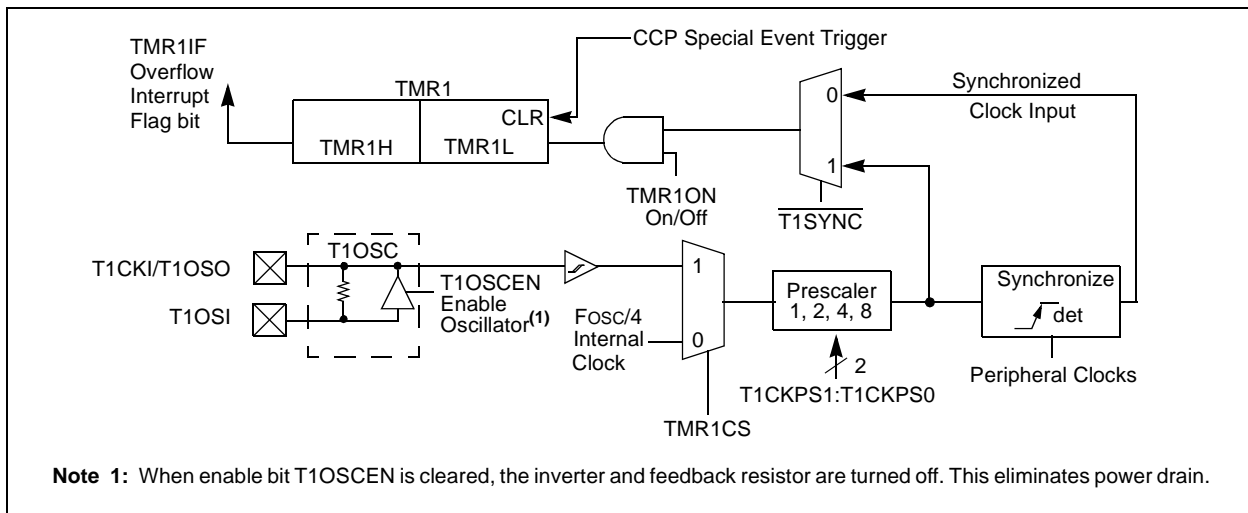 TMR1IF
Overflow
Interrupt
Flag bit
TMR1
CCP Special Event Trigger
CLR
TMR1H
TMR1L
TMR1ON
On/Off
0
1
T1SYNC
Synchronized
Clock Input
T1CKI/T1OSO
T1OSI
T1OSC
T1OSCEN
Enable
Oscillator(1)
FOSC/4
Internal
Clock
1
0
TMR1CS
Prescaler
1, 2, 4, 8
2
T1CKPS1:T1CKPS0
Synchronize
det
Peripheral Clocks
Note 1: When enable bit T1OSCEN is cleared, the inverter and feedback resistor are turned off. This eliminates power drain.